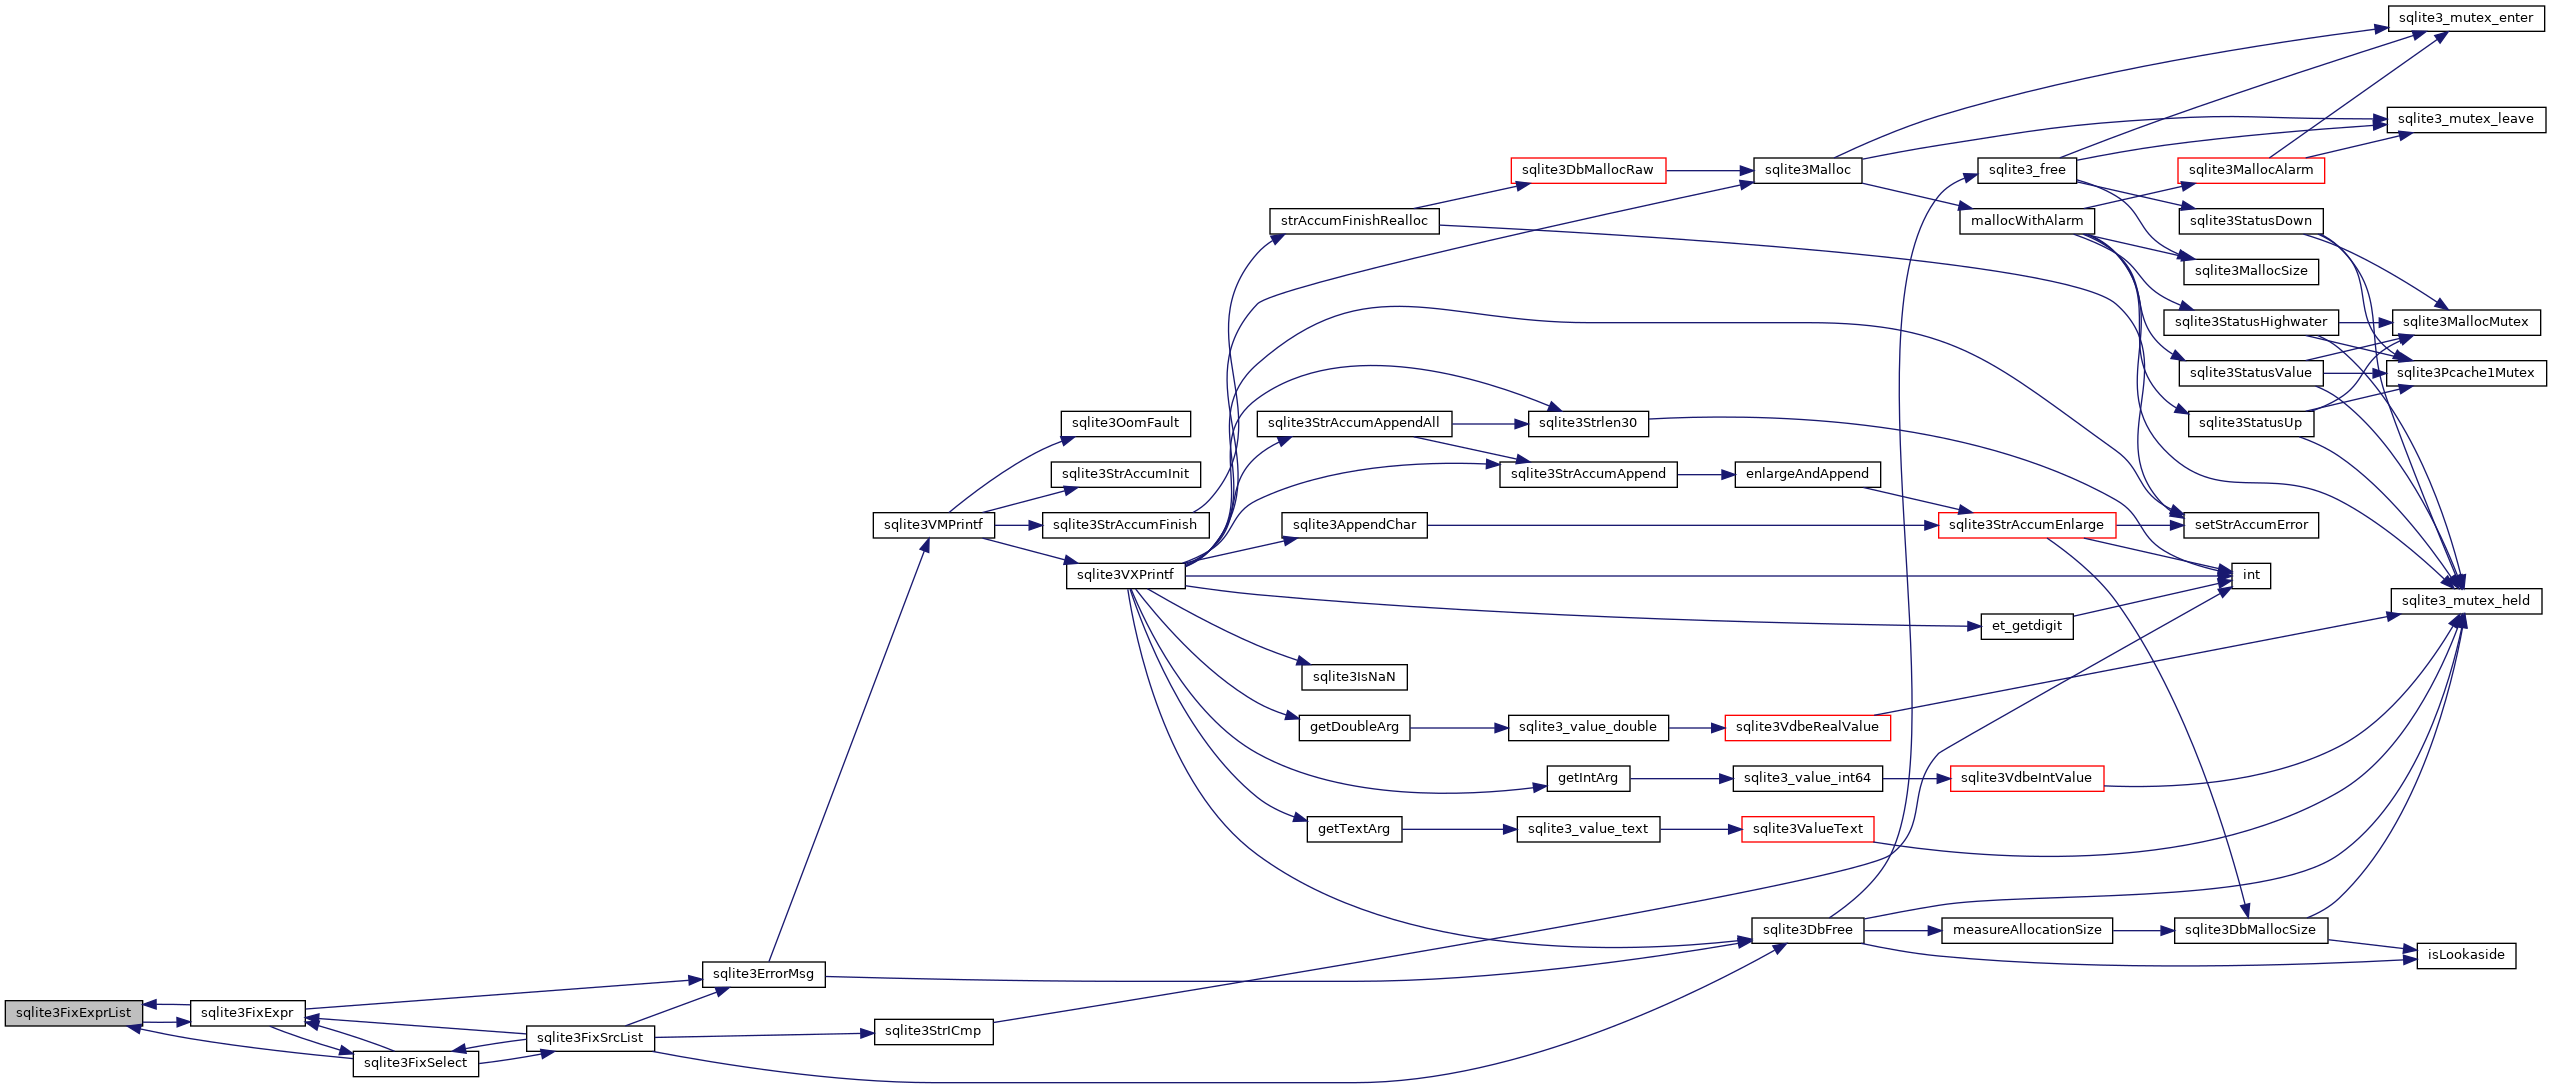 sqlite3_mutex_enter
sqlite3_mutex_leave
sqlite3DbMallocRaw
sqlite3Malloc
sqlite3_free
sqlite3MallocAlarm
strAccumFinishRealloc
mallocWithAlarm
sqlite3StatusDown
sqlite3MallocSize
sqlite3StatusHighwater
sqlite3MallocMutex
sqlite3StatusValue
sqlite3Pcache1Mutex
sqlite3OomFault
sqlite3StrAccumAppendAll
sqlite3Strlen30
sqlite3StatusUp
sqlite3StrAccumInit
sqlite3StrAccumAppend
enlargeAndAppend
sqlite3VMPrintf
sqlite3StrAccumFinish
sqlite3AppendChar
sqlite3StrAccumEnlarge
setStrAccumError
sqlite3VXPrintf
int
sqlite3_mutex_held
et_getdigit
sqlite3IsNaN
getDoubleArg
sqlite3_value_double
sqlite3VdbeRealValue
getIntArg
sqlite3_value_int64
sqlite3VdbeIntValue
getTextArg
sqlite3_value_text
sqlite3ValueText
sqlite3DbFree
measureAllocationSize
sqlite3DbMallocSize
isLookaside
sqlite3ErrorMsg
sqlite3FixExprList
sqlite3FixExpr
sqlite3FixSrcList
sqlite3StrICmp
sqlite3FixSelect